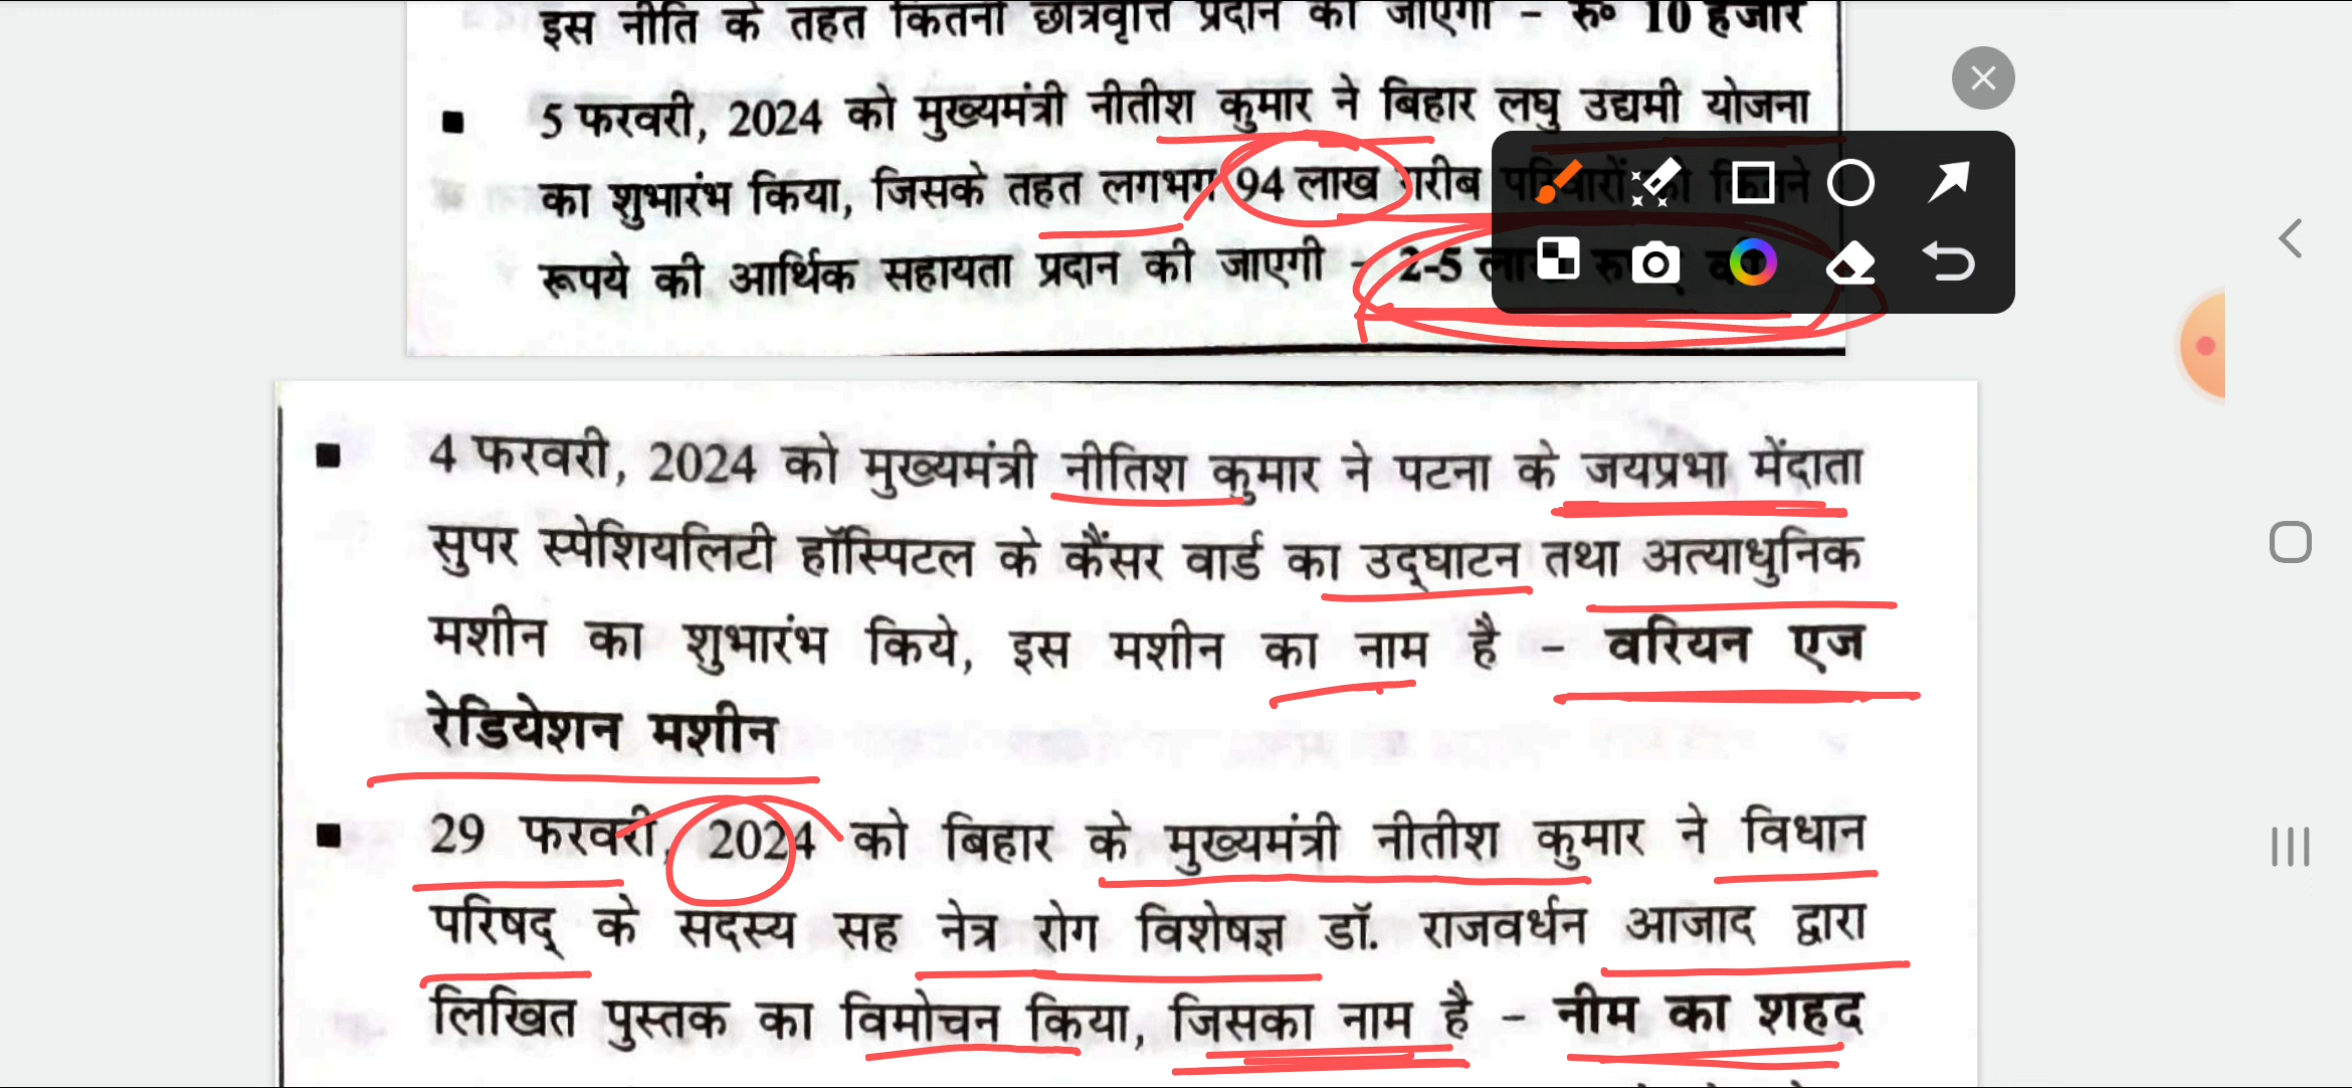 इस नीति के तहत कितनी छात्रवृत्ति प्रदान की जाएगी – रु० 10 हजार
▪ 5 फरवरी, 2024 को मुख्यमंत्री नीतीश कुमार ने बिहार लघु उद्यमी योजना
का शुभारंभ किया, जिसके तहत लगभग 94 लाख गरीब परिवारों को कितने
रूपये की आर्थिक सहायता प्रदान की जाएगी - 2-5 लाख
▪ 4 फरवरी, 2024 को मुख्यमंत्री नीतिश कुमार ने पटना के जयप्रभा मेंदाता
सुपर स्पेशियलिटी हॉस्पिटल के कैंसर वार्ड का उद्घाटन तथा अत्याधुनिक
मशीन का शुभारंभ किये, इस मशीन का नाम है – वरियन एज
रेडियेशन मशीन
▪ 29 फरवरी, 2024 को बिहार के मुख्यमंत्री नीतीश कुमार ने विधान
परिषद् के सदस्य सह नेत्र रोग विशेषज्ञ डॉ. राजवर्धन आजाद द्वारा
लिखित पुस्तक का विमोचन किया, जिसका नाम है – नीम का शहद